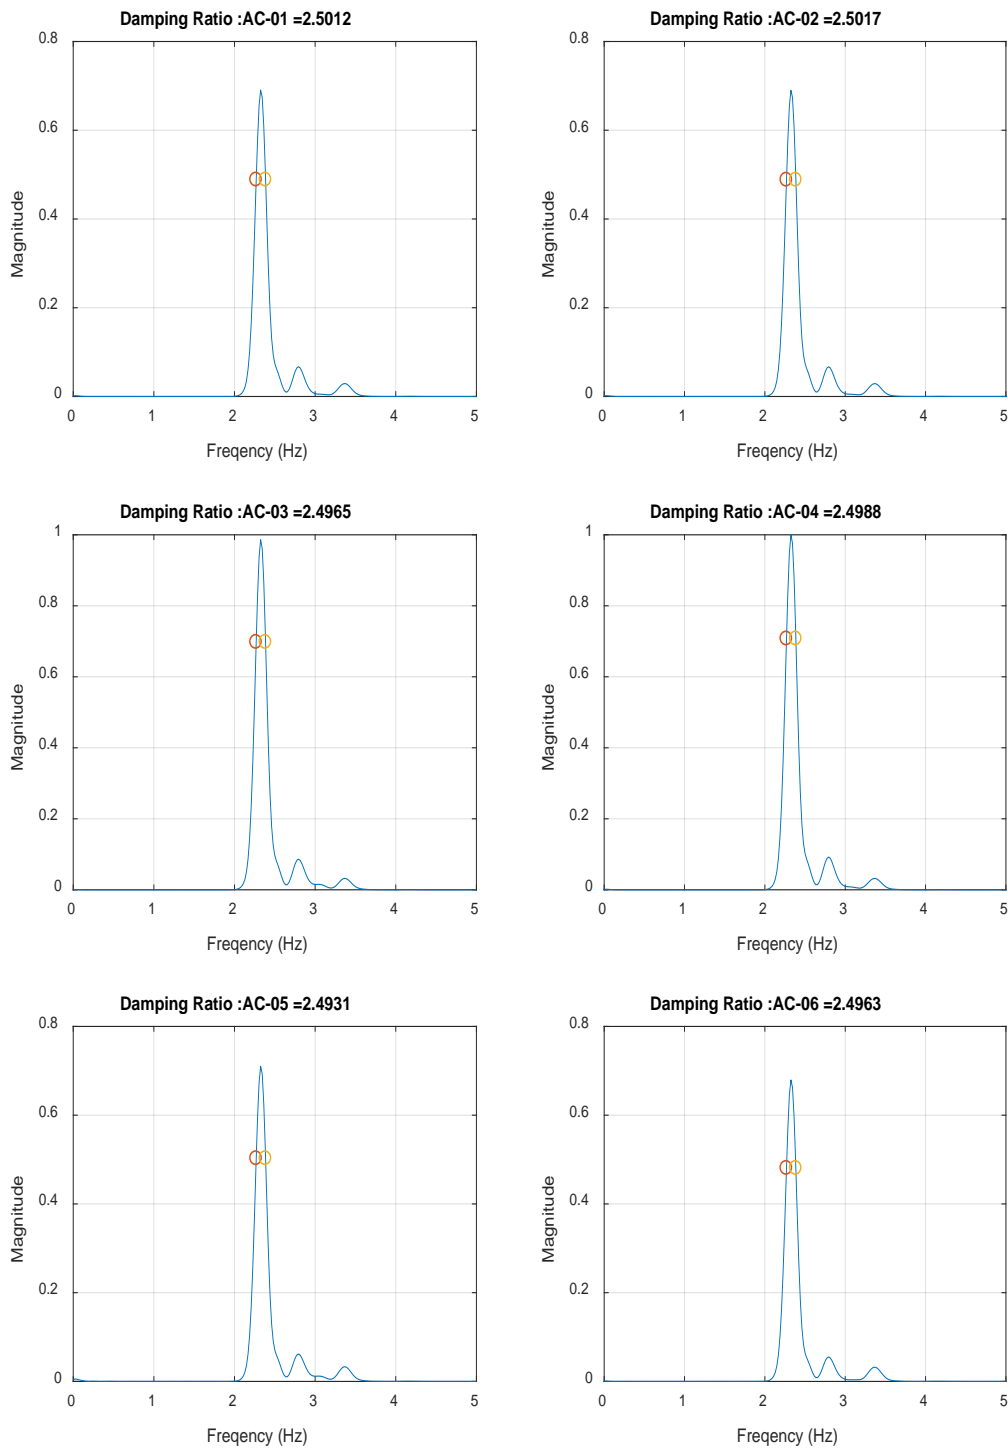 Damping Ratio :AC-01 =2.5012
0.8
0.6
0.4
0.2
0
Magnitude
0 1 2 3 4 5
Freqency (Hz)
Damping Ratio :AC-02 =2.5017
0.8
0.6
0.4
0.2
0
Magnitude
0 1 2 3 4 5
Freqency (Hz)
Damping Ratio :AC-03 =2.4965
1
0.8
0.6
0.4
0.2
0
Magnitude
0 1 2 3 4 5
Freqency (Hz)
Damping Ratio :AC-04 =2.4988
1
0.8
0.6
0.4
0.2
0
Magnitude
0 1 2 3 4 5
Freqency (Hz)
Damping Ratio :AC-05 =2.4931
0.8
0.6
0.4
0.2
0
Magnitude
0 1 2 3 4 5
Freqency (Hz)
Damping Ratio :AC-06 =2.4963
0.8
0.6
0.4
0.2
0
Magnitude
0 1 2 3 4 5
Freqency (Hz)